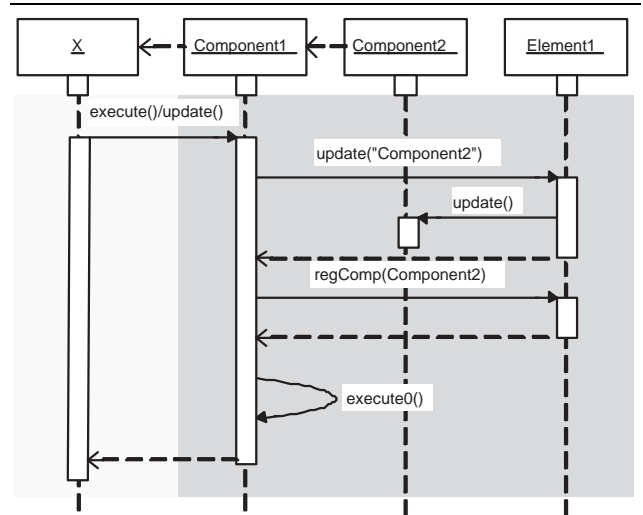 X
Component1
Component2
Element1
execute()/update()
update("Component2")
update()
regComp(Component2)
execute0()